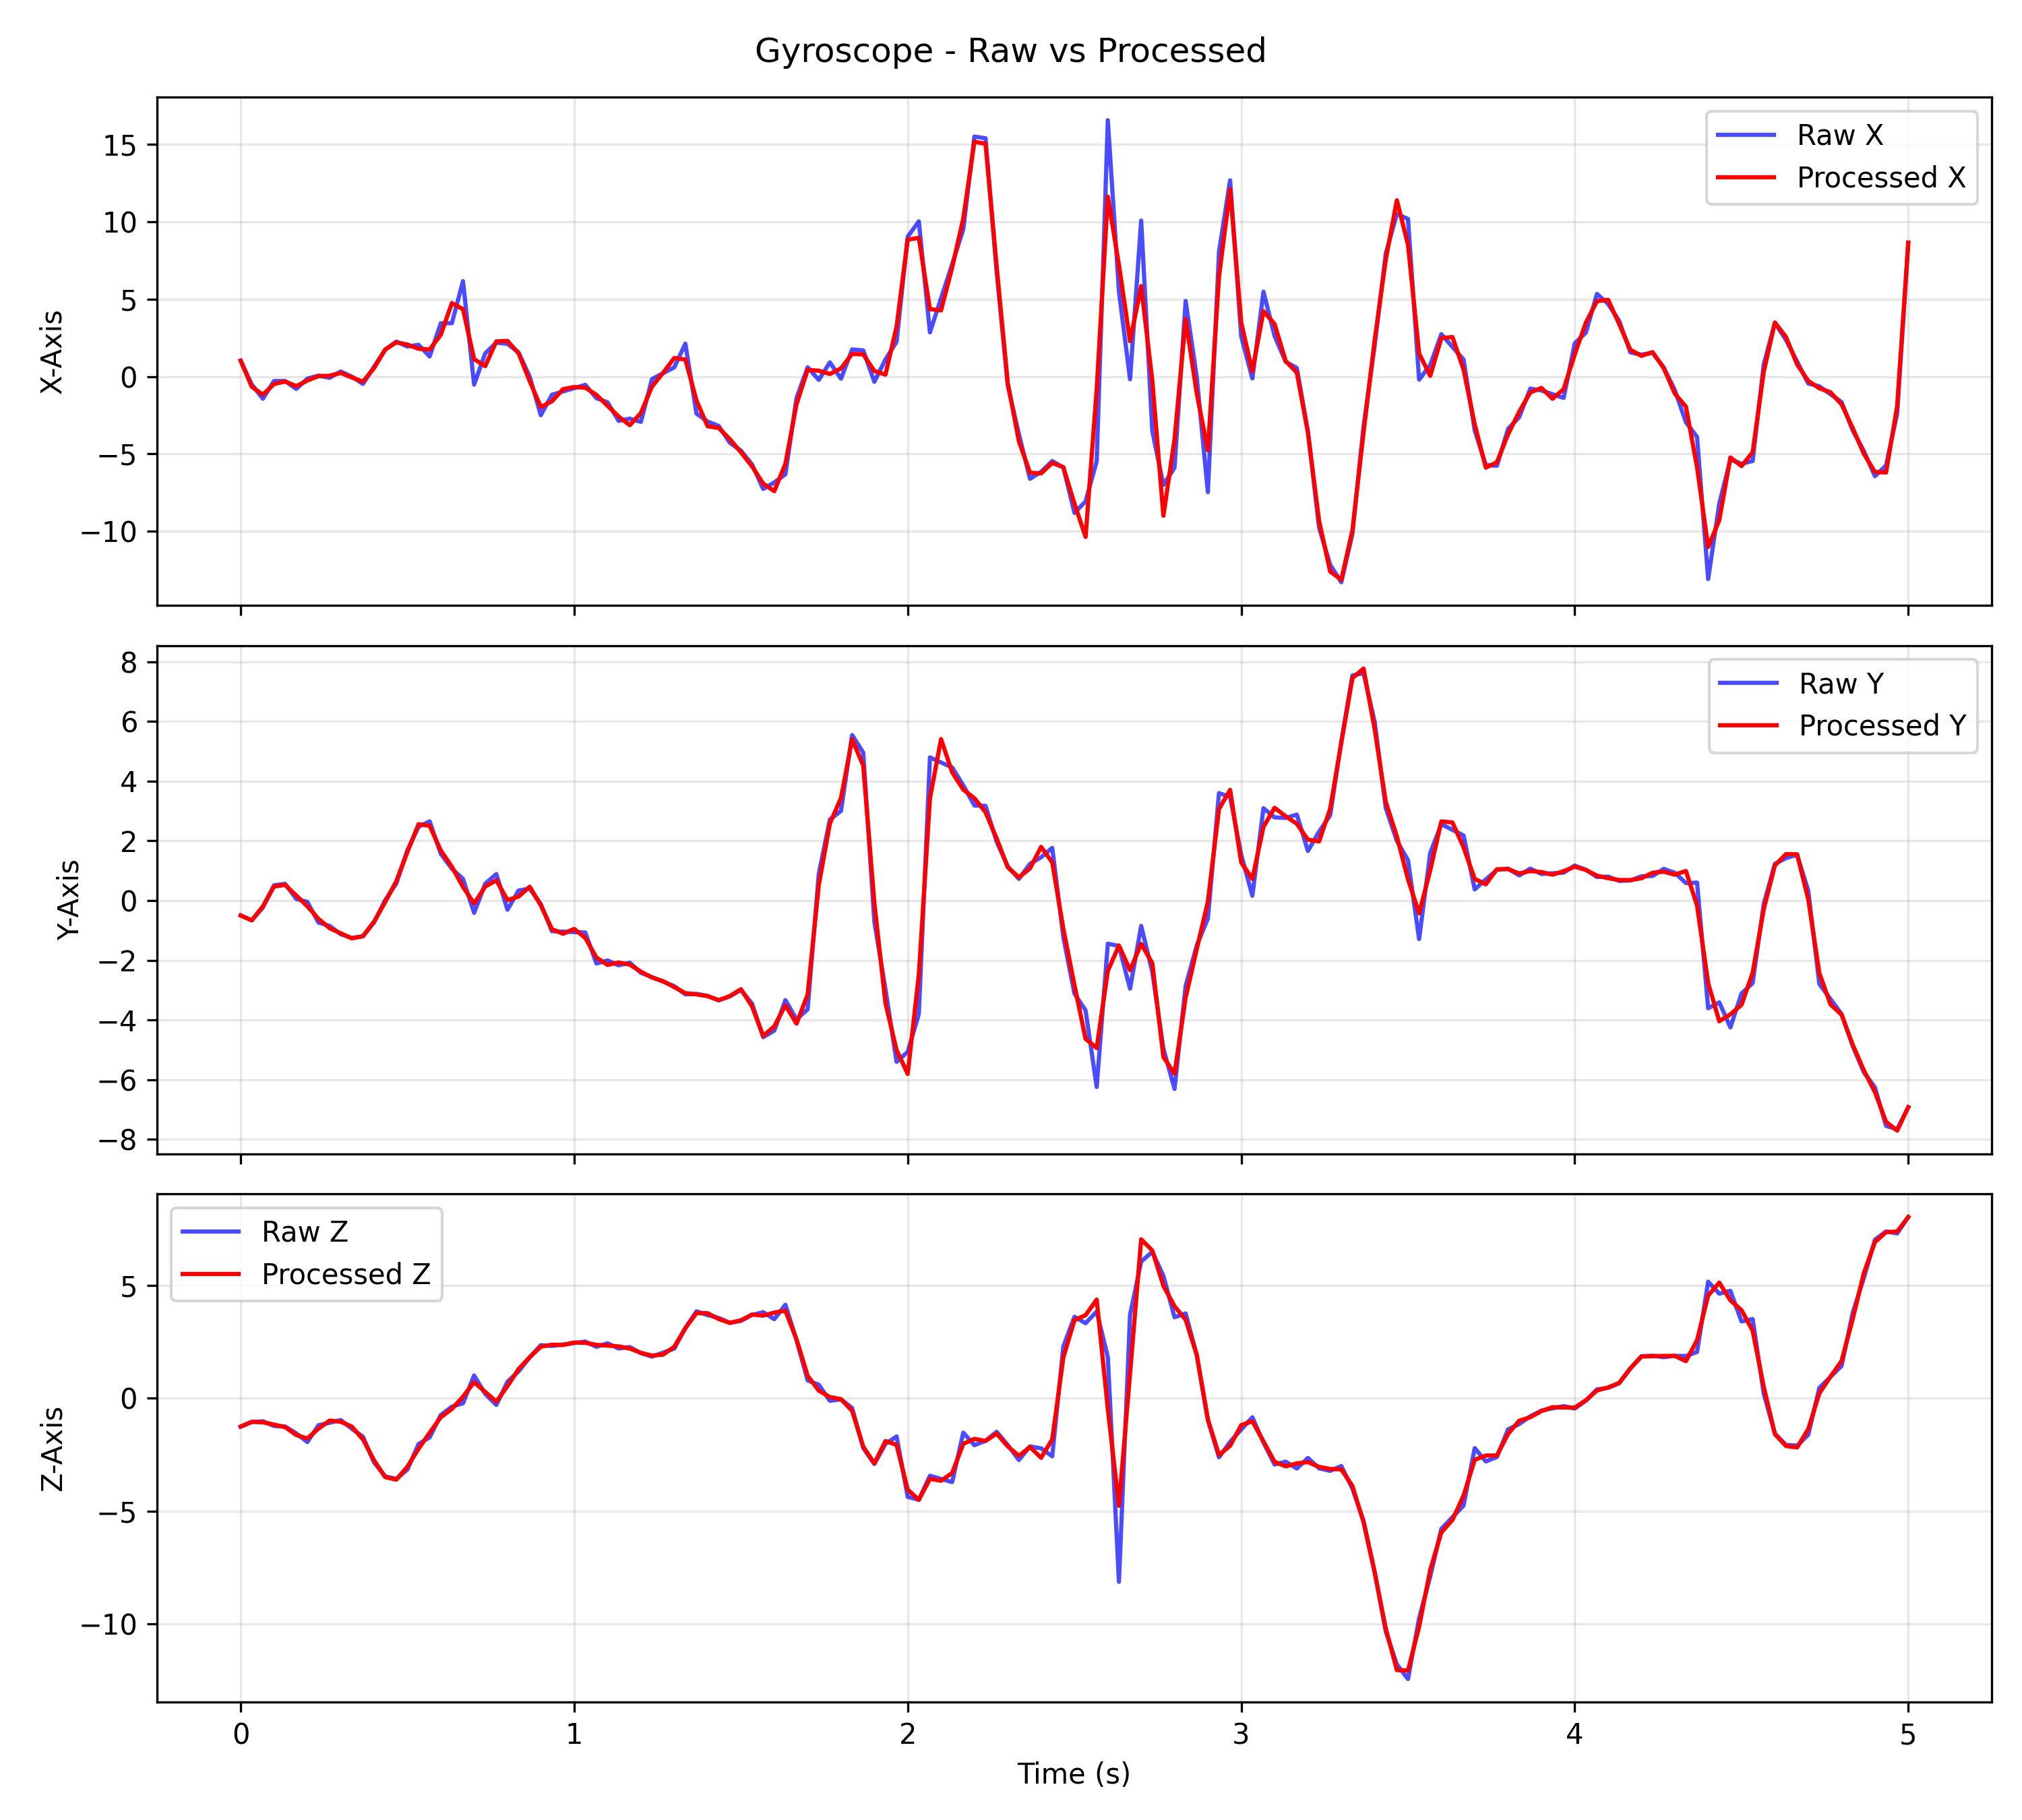 Gyroscope - Raw vs Processed
X-Axis
15
10
5
0
−5
−10
Raw X
Processed X
Y-Axis
8
6
4
2
0
−2
−4
−6
−8
Raw Y
Processed Y
Z-Axis
5
0
−5
−10
Raw Z
Processed Z
0 1 2 3 4 5
Time (s)